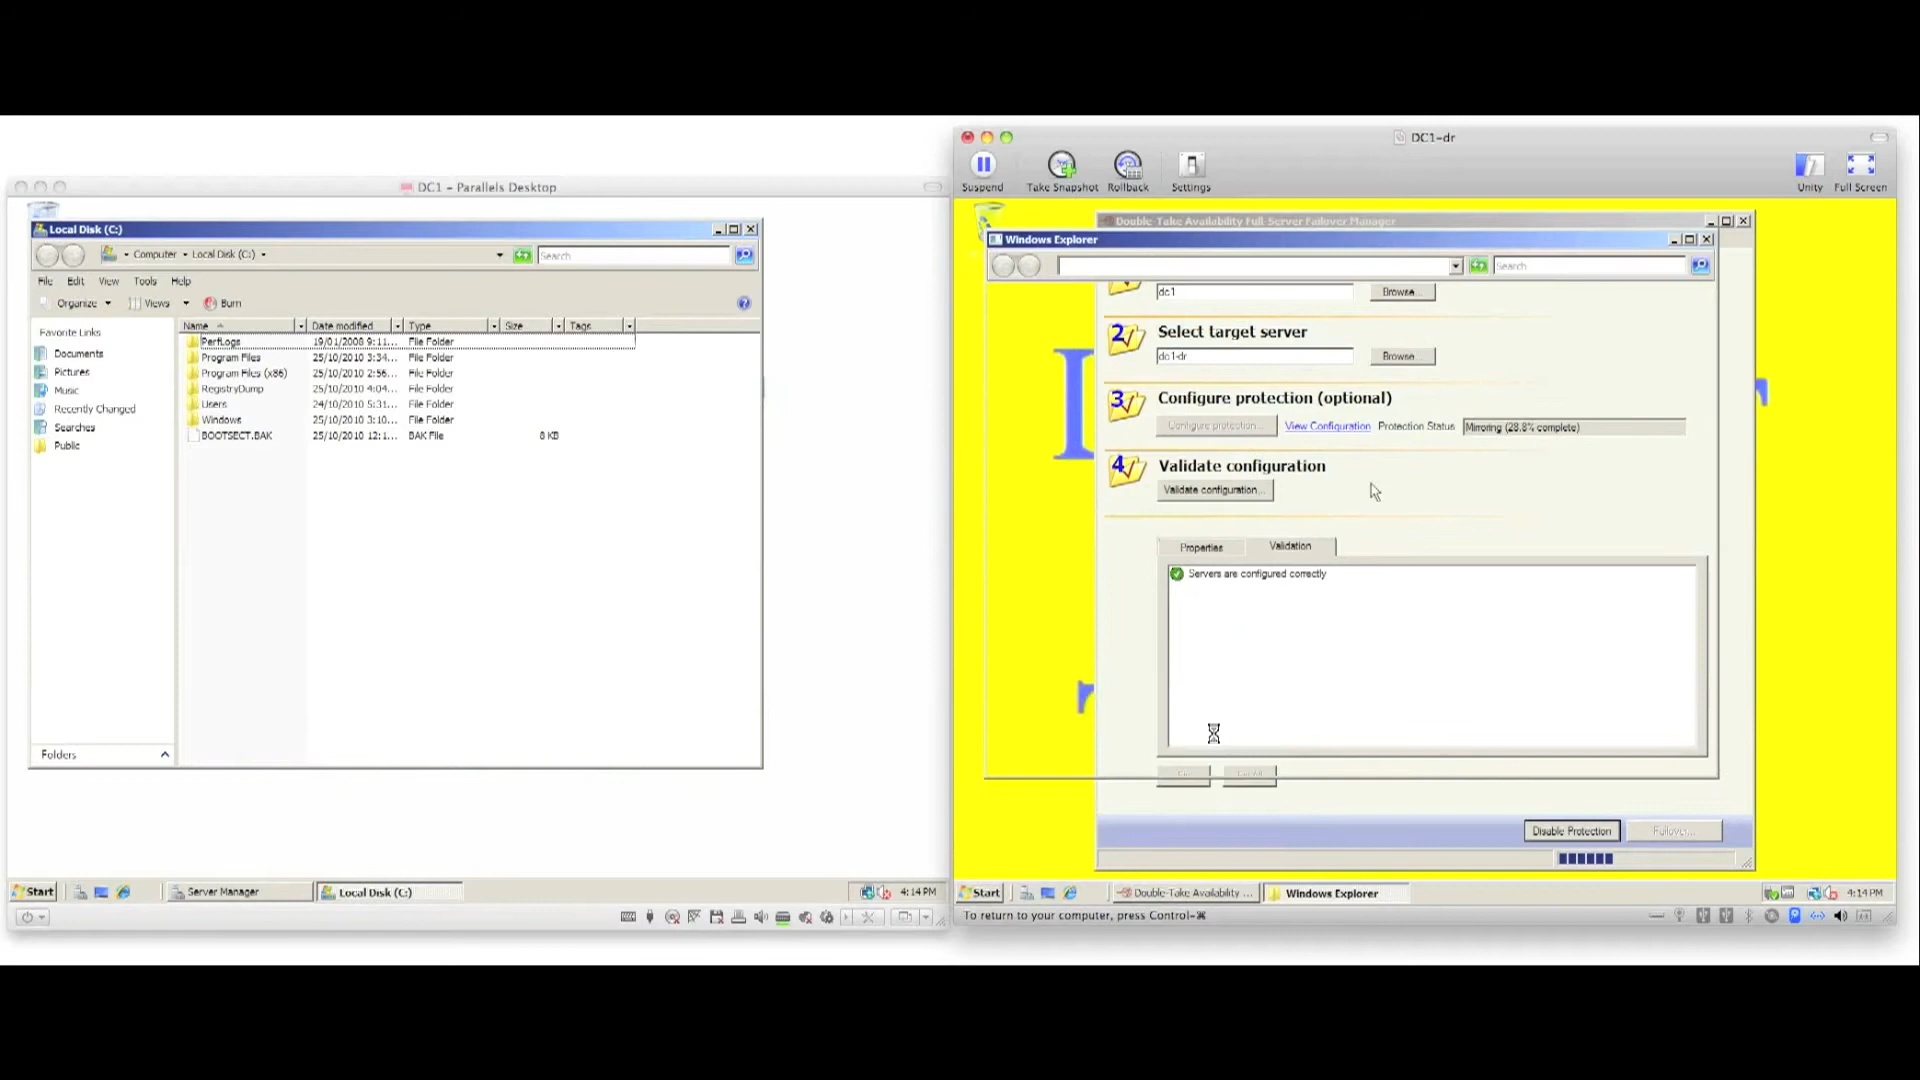 DC1 - Parallels Desktop
Local Disk (C:)
Computer
Local Disk (C:)
Search
File
Edit
View
Tools
Help
Organize
Views
Burn
Favorite Links
Documents
Pictures
Music
Recently Changed
Searches
Public
Folders
Name
Date modified
Type
Size
Tags
PerfLogs 19/01/2008 9:11... File Folder
Program Files 25/10/2010 3:34... File Folder
Program Files (x86) 25/10/2010 2:56... File Folder
RegistryDump 25/10/2010 4:04... File Folder
Users 24/10/2010 5:31... File Folder
Windows 25/10/2010 3:10... File Folder
BOOTSECT.BAK 25/10/2010 12:1... BAK File 8 KB
Start
Server Manager
Local Disk (C:)
4:14 PM
DC1-dr
Suspend
Take Snapshot
Rollback
Settings
Unity
Full Screen
Double-Take Availability Full-Server Failover Manager
Windows Explorer
Search
dc1
Browse...
2
Select target server
dc1-dr
Browse...
3
Configure protection (optional)
Configure protection...
View Configuration
Protection Status
Mirroring (28.8% complete)
4
Validate configuration
Validate configuration...
Properties
Validation
Servers are configured correctly
Disable Protection
Failover...
Start
Double-Take Availability ...
Windows Explorer
4:14 PM
To return to your computer, press Control-⌘